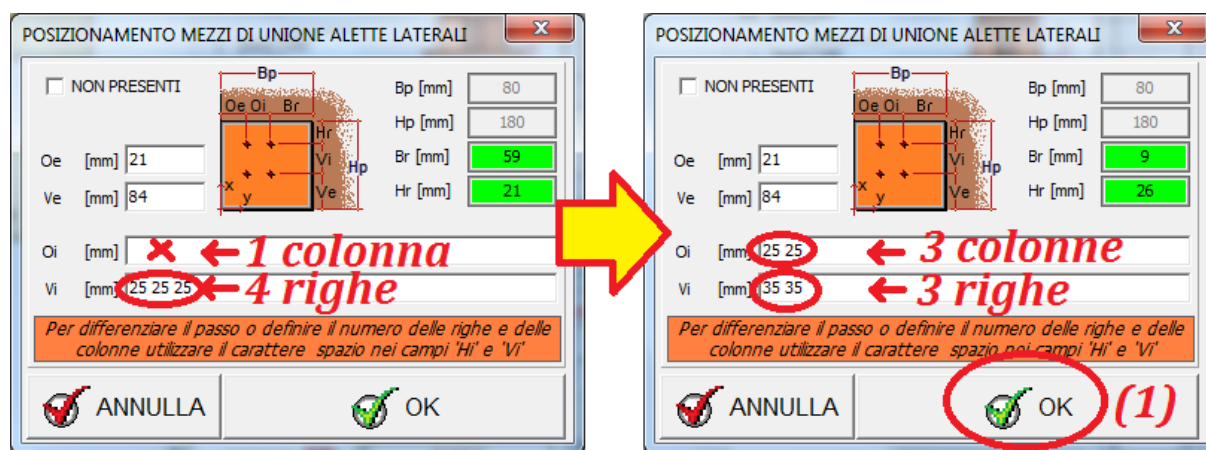 POSIZIONAMENTO MEZZI DI UNIONE ALETTE LATERALI
NON PRESENTI
Bp
Oe Oi Br
Hr
Vi
Hp
Ve
x
y
Bp [mm] 80
Hp [mm] 180
Oe [mm] 21
Br [mm] 59
Ve [mm] 84
Hr [mm] 21
Oi [mm] ← 1 colonna
Vi [mm] 25 25 25 ← 4 righe
Per differenziare il passo o definire il numero delle righe e delle
colonne utilizzare il carattere spazio nei campi 'Hi' e 'Vi'
ANNULLA
OK
POSIZIONAMENTO MEZZI DI UNIONE ALETTE LATERALI
NON PRESENTI
Bp
Oe Oi Br
Hr
Vi
Hp
Ve
x
y
Bp [mm] 80
Hp [mm] 180
Oe [mm] 21
Br [mm] 9
Ve [mm] 84
Hr [mm] 26
Oi [mm] 25 25 ← 3 colonne
Vi [mm] 35 35 ← 3 righe
Per differenziare il passo o definire il numero delle righe e delle
colonne utilizzare il carattere spazio nei campi 'Hi' e 'Vi'
ANNULLA
OK (1)